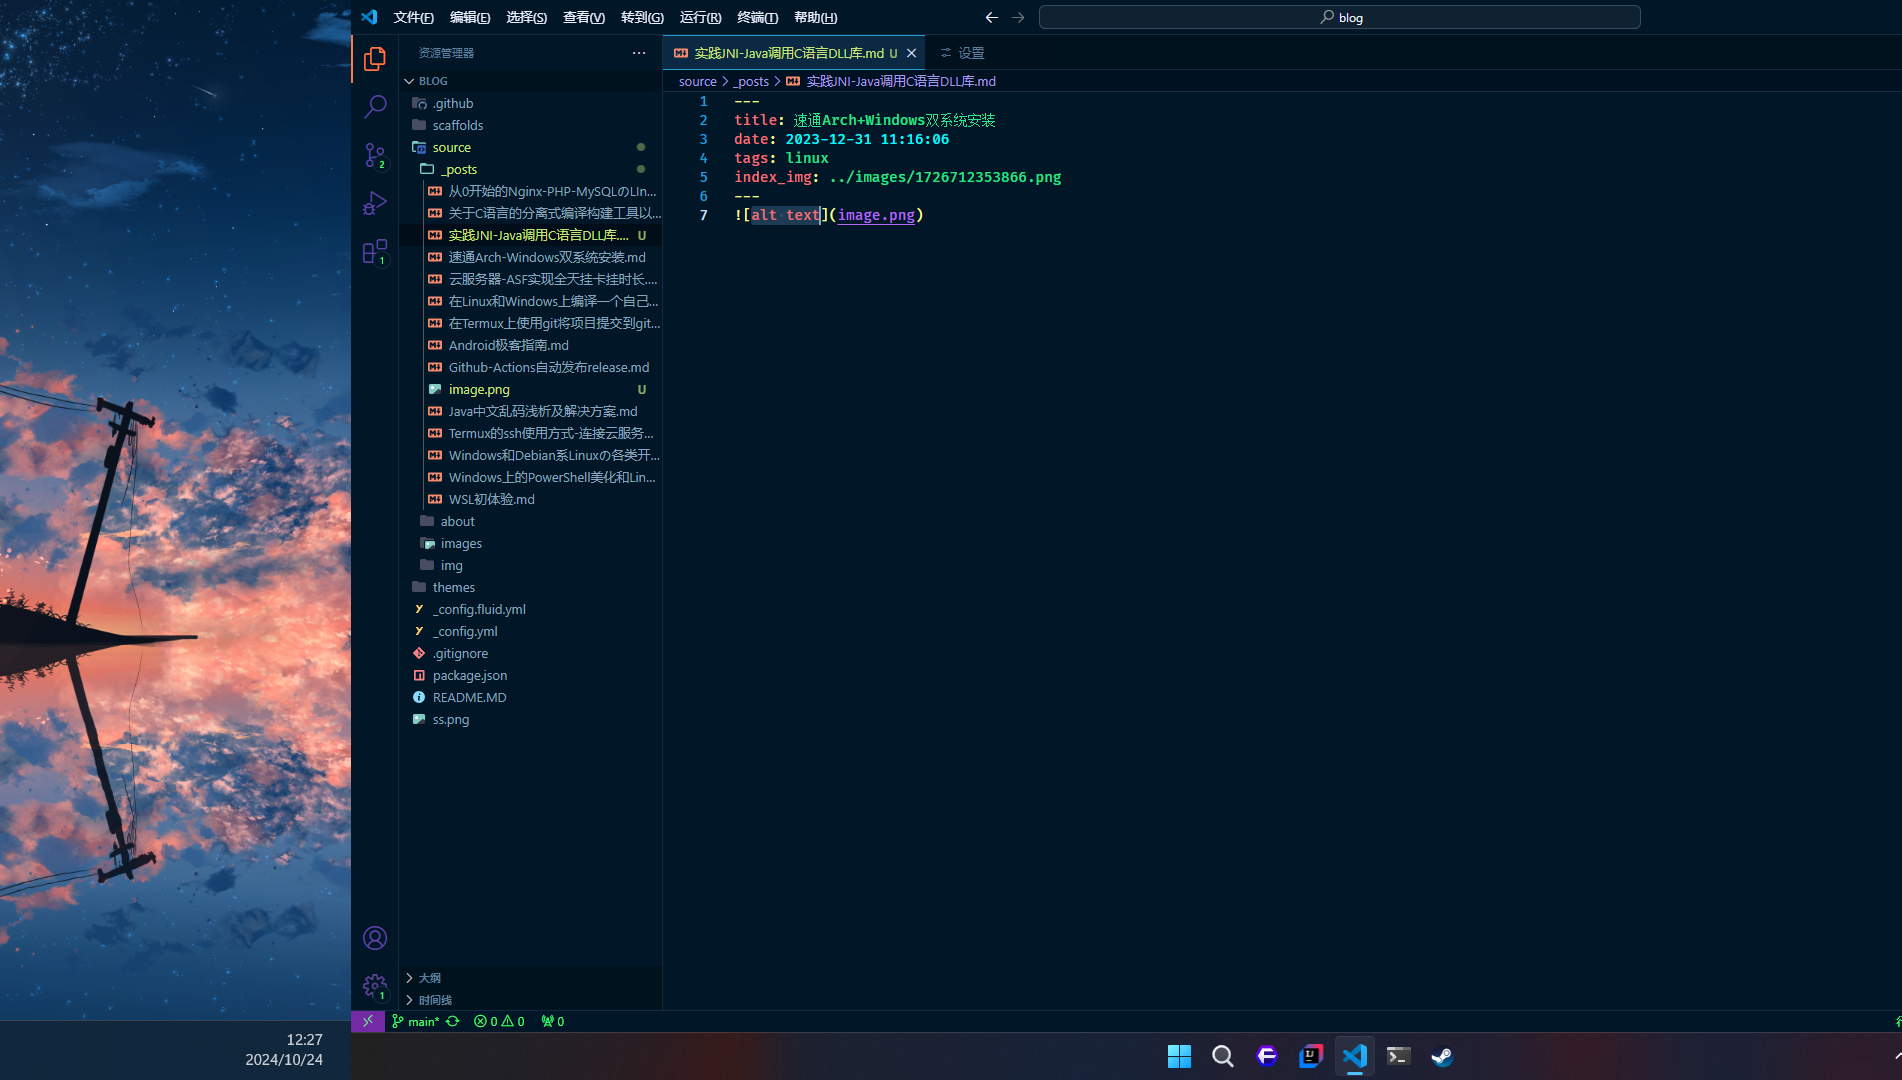 文件(F) 编辑(E) 选择(S) 查看(V) 转到(G) 运行(R) 终端(T) 帮助(H)
blog
资源管理器
实践JNI-Java调用C语言DLL库.md U
设置
source > _posts > 实践JNI-Java调用C语言DLL库.md
BLOG
.github
scaffolds
source
_posts
从0开始的Nginx-PHP-MySQLのLIn...
关于C语言的分离式编译构建工具以...
实践JNI-Java调用C语言DLL库.... U
速通Arch-Windows双系统安装.md
云服务器-ASF实现全天挂卡挂时长....
在Linux和Windows上编译一个自己...
在Termux上使用git将项目提交到git...
Android极客指南.md
Github-Actions自动发布release.md
image.png U
Java中文乱码浅析及解决方案.md
Termux的ssh使用方式-连接云服务...
Windows和Debian系Linuxの各类开...
Windows上的PowerShell美化和Lin...
WSL初体验.md
about
images
img
themes
_config.fluid.yml
_config.yml
.gitignore
package.json
README.MD
ss.png
大纲
时间线
1 ---
2 title: 速通Arch+Windows双系统安装
3 date: 2023-12-31 11:16:06
4 tags: linux
5 index_img: ../images/1726712353866.png
6 ---
7 ![alt text](image.png)
2
1
1
main* 0 0 0
12:27
2024/10/24